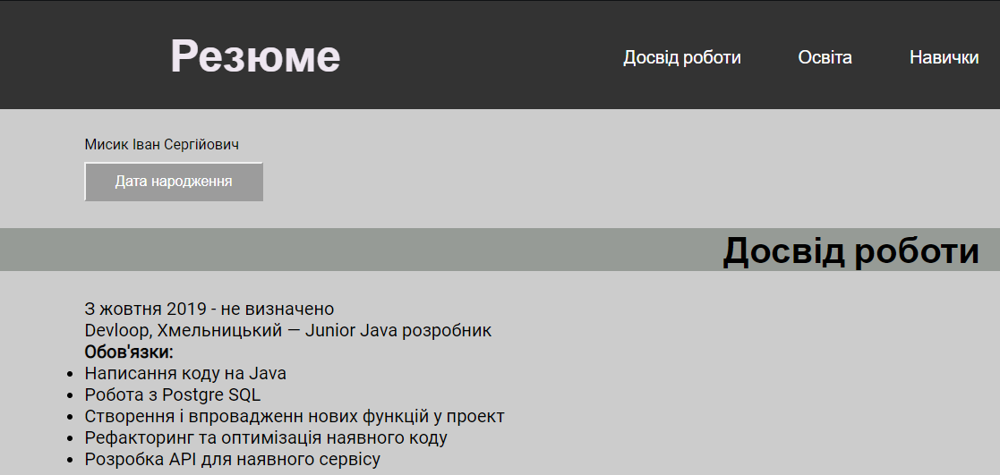 Резюме
Досвід роботи
Освіта
Навички
Мисик Іван Сергійович
Дата народження
Досвід роботи
З жовтня 2019 - не визначено
Devloop, Хмельницький — Junior Java розробник
Обов'язки:
Написання коду на Java
Робота з Postgre SQL
Створення і впровадженн нових функцій у проект
Рефакторинг та оптимізація наявного коду
Розробка API для наявного сервісу